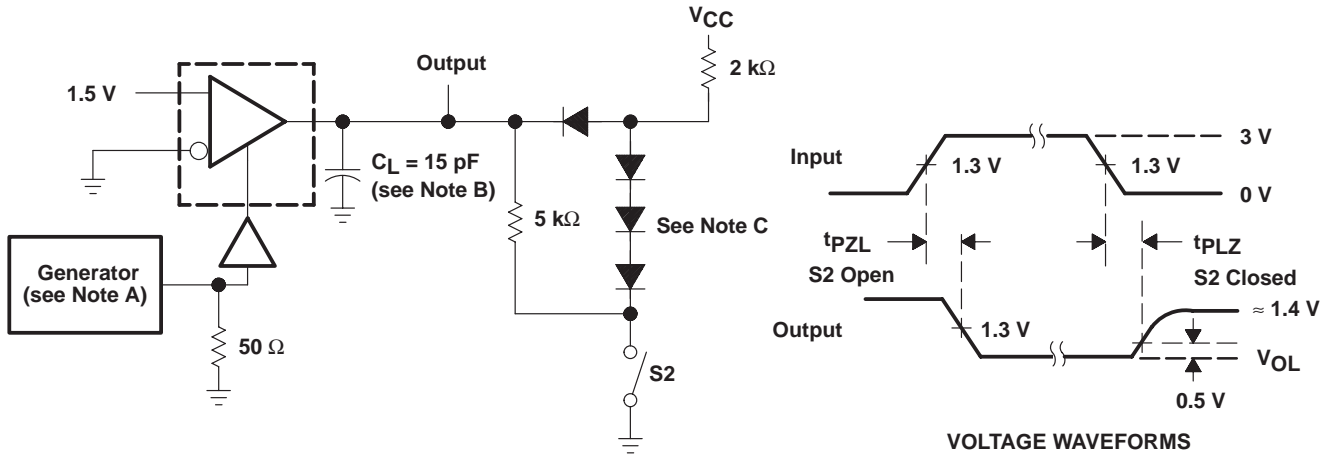 VCC
2 kΩ
Output
1.5 V
CL = 15 pF
(see Note B)
5 kΩ
See Note C
Generator
(see Note A)
50 Ω
S2
Input
3 V
1.3 V
1.3 V
0 V
tPZL
tPLZ
S2 Open
S2 Closed
≈ 1.4 V
Output
1.3 V
VOL
0.5 V
VOLTAGE WAVEFORMS